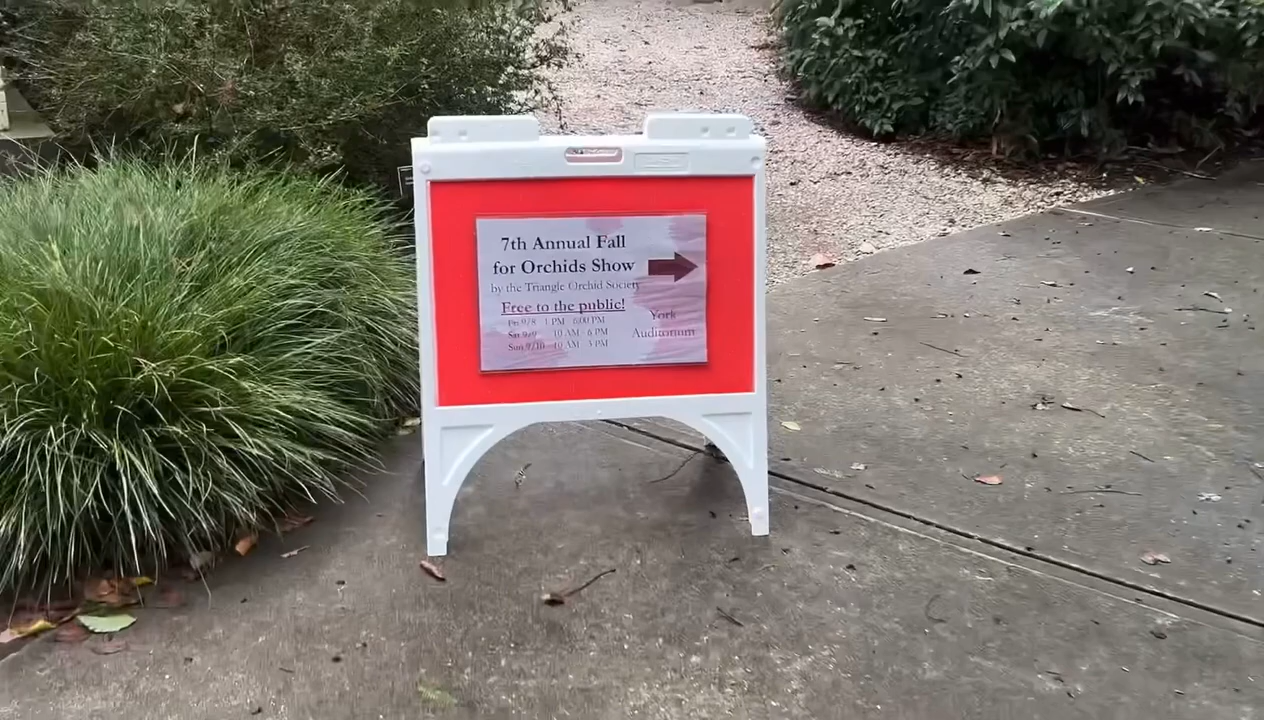 7th Annual Fall
for Orchids Show
by the Triangle Orchid Society
Free to the public!
Fri 9/8 1 PM - 6:00 PM
Sat 9/9 10 AM - 6 PM
Sun 9/10 10 AM - 3 PM
York
Auditorium